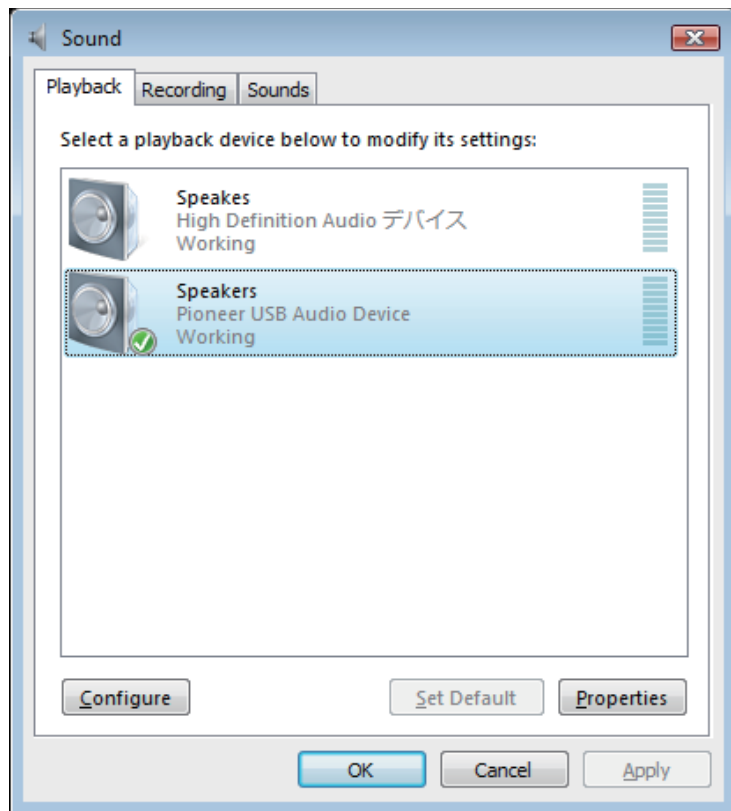 Sound
Playback Recording Sounds
Select a playback device below to modify its settings:
Speakes
High Definition Audio デバイス
Working
Speakers
Pioneer USB Audio Device
Working
Configure Set Default Properties
OK Cancel Apply